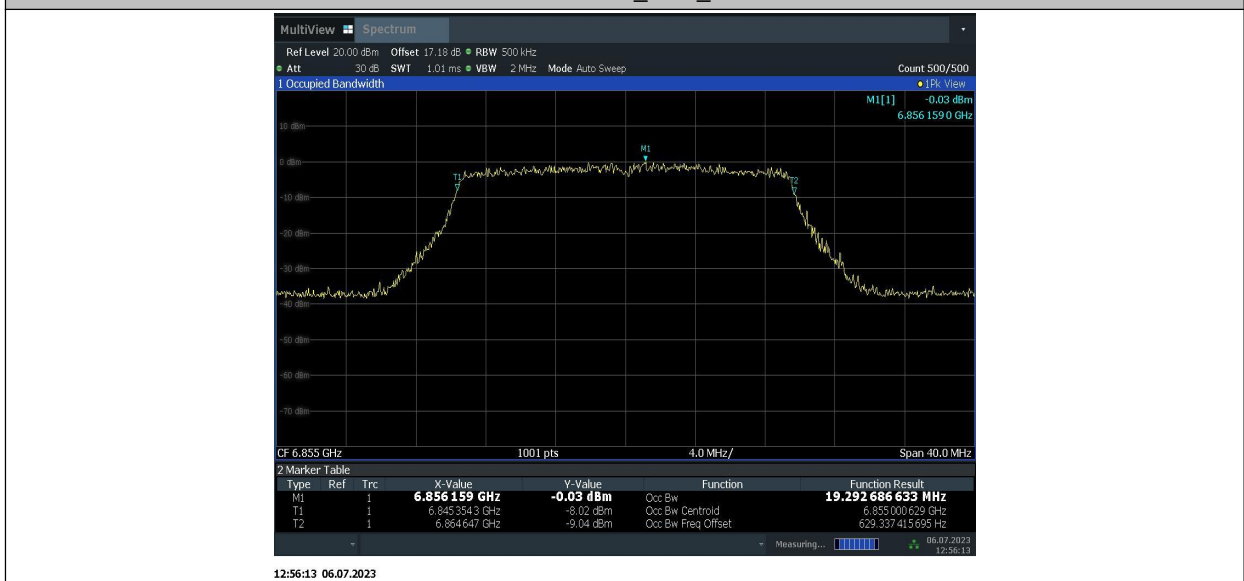 MultiView Spectrum
Ref Level 20.00 dBm Offset 17.18 dB RBW 500 kHz
Att 30 dB SWT 1.01 ms VBW 2 MHz Mode Auto Sweep Count 500/500
1 Occupied Bandwidth 1Pk View
M1[1] -0.03 dBm
6.856 159 0 GHz
10 dBm
M1
0 dBm
T1
T2
-10 dBm
-20 dBm
-30 dBm
-40 dBm
-50 dBm
-60 dBm
-70 dBm
CF 6.855 GHz 1001 pts 4.0 MHz/ Span 40.0 MHz
2 Marker Table
Type Ref Trc X-Value Y-Value Function Function Result
M1 1 6.856 159 GHz -0.03 dBm Occ Bw 19.292 686 633 MHz
T1 1 6.845 354 3 GHz -8.02 dBm Occ Bw Centroid 6.855 000 629 GHz
T2 1 6.864 647 GHz -9.04 dBm Occ Bw Freq Offset 629.337 415 695 Hz
Measuring... 06.07.2023
12:56:13
12:56:13 06.07.2023